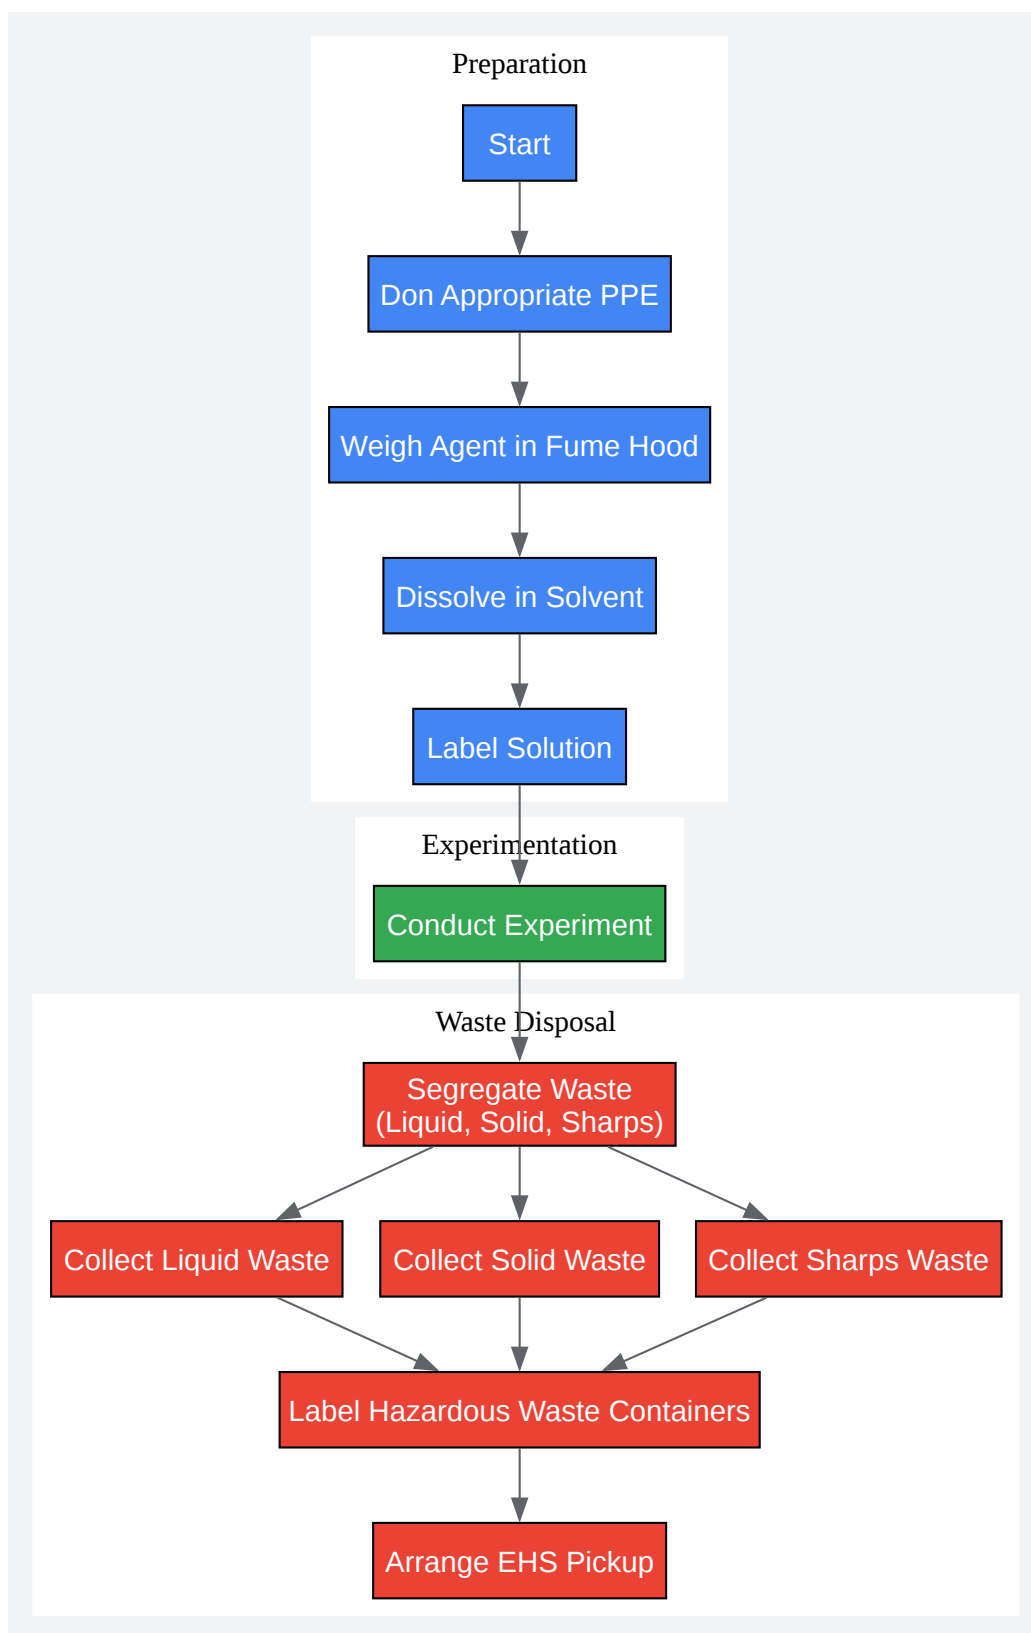 Preparation
Start
Don Appropriate PPE
Weigh Agent in Fume Hood
Dissolve in Solvent
Label Solution
Experimentation
Conduct Experiment
Waste Disposal
Segregate Waste
(Liquid, Solid, Sharps)
Collect Liquid Waste
Collect Solid Waste
Collect Sharps Waste
Label Hazardous Waste Containers
Arrange EHS Pickup